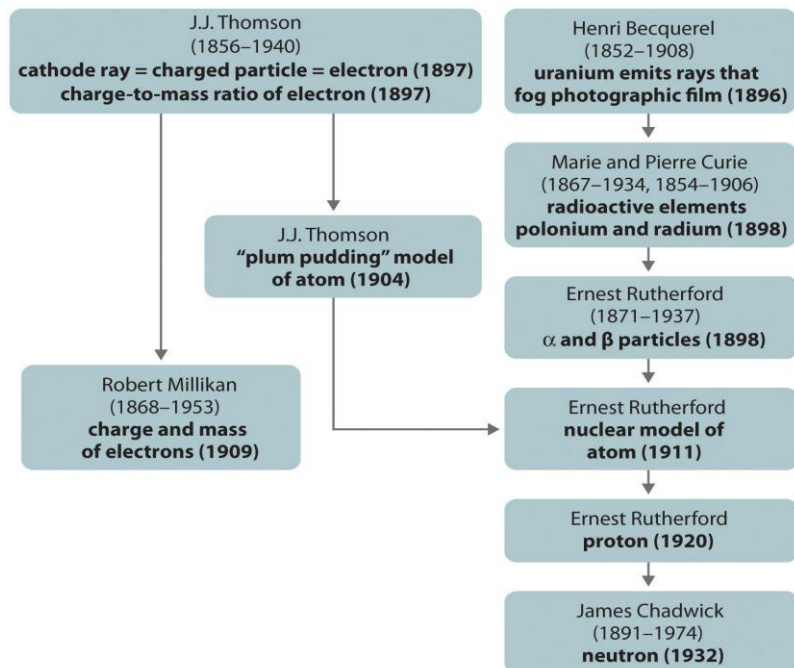 J.J. Thomson
(1856–1940)
cathode ray = charged particle = electron (1897)
charge-to-mass ratio of electron (1897)
Henri Becquerel
(1852–1908)
uranium emits rays that
fog photographic film (1896)
Marie and Pierre Curie
(1867–1934, 1854–1906)
radioactive elements
polonium and radium (1898)
J.J. Thomson
“plum pudding” model
of atom (1904)
Ernest Rutherford
(1871–1937)
α and β particles (1898)
Robert Millikan
(1868–1953)
charge and mass
of electrons (1909)
Ernest Rutherford
nuclear model of
atom (1911)
Ernest Rutherford
proton (1920)
James Chadwick
(1891–1974)
neutron (1932)